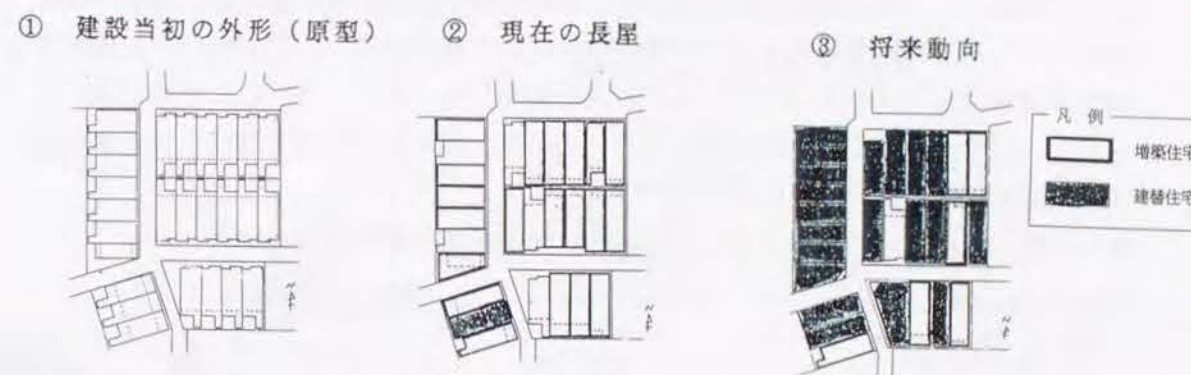 ① 建設当初の外形（原型）
② 現在の長屋
③ 将来動向
凡例
増築住宅
建替住宅
N
N
N